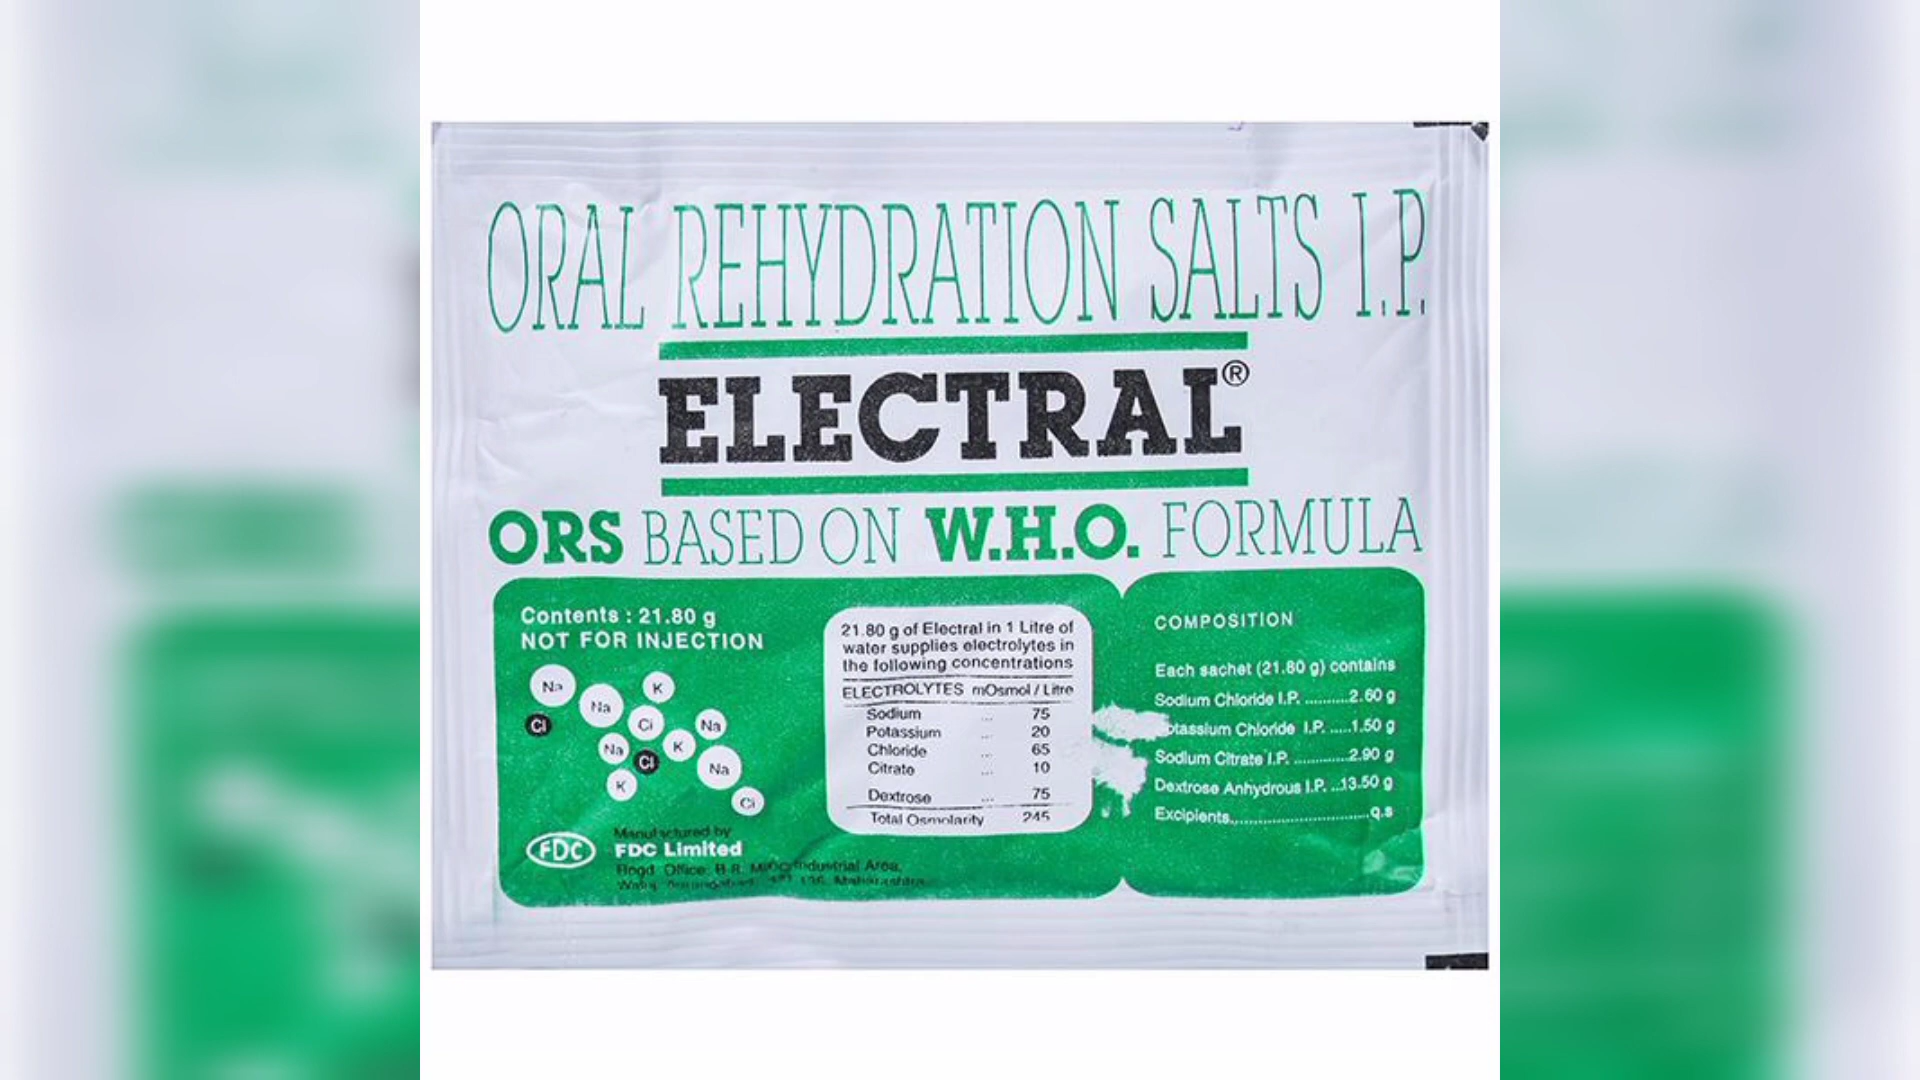 ORAL REHYDRATION SALTS I.P.
ELECTRAL®
ORS BASED ON W.H.O. FORMULA
Contents : 21.80 g
NOT FOR INJECTION
Na
K
Na
Cl
Cl
Na
Na
K
Cl
Na
K
Cl
21.80 g of Electral in 1 Litre of
water supplies electrolytes in
the following concentrations
ELECTROLYTES mOsmol / Litre
Sodium ... 75
Potassium ... 20
Chloride ... 65
Citrate ... 10
Dextrose ... 75
Total Osmolarity 245
COMPOSITION
Each sachet (21.80 g) contains
Sodium Chloride I.P. ..........2.60 g
otassium Chloride I.P. .....1.50 g
Sodium Citrate I.P. .............2.90 g
Dextrose Anhydrous I.P. ..13.50 g
Excipients.................................q.s
FDC
Manufactured by
FDC Limited
Office: Industrial Area,
Maharashtra